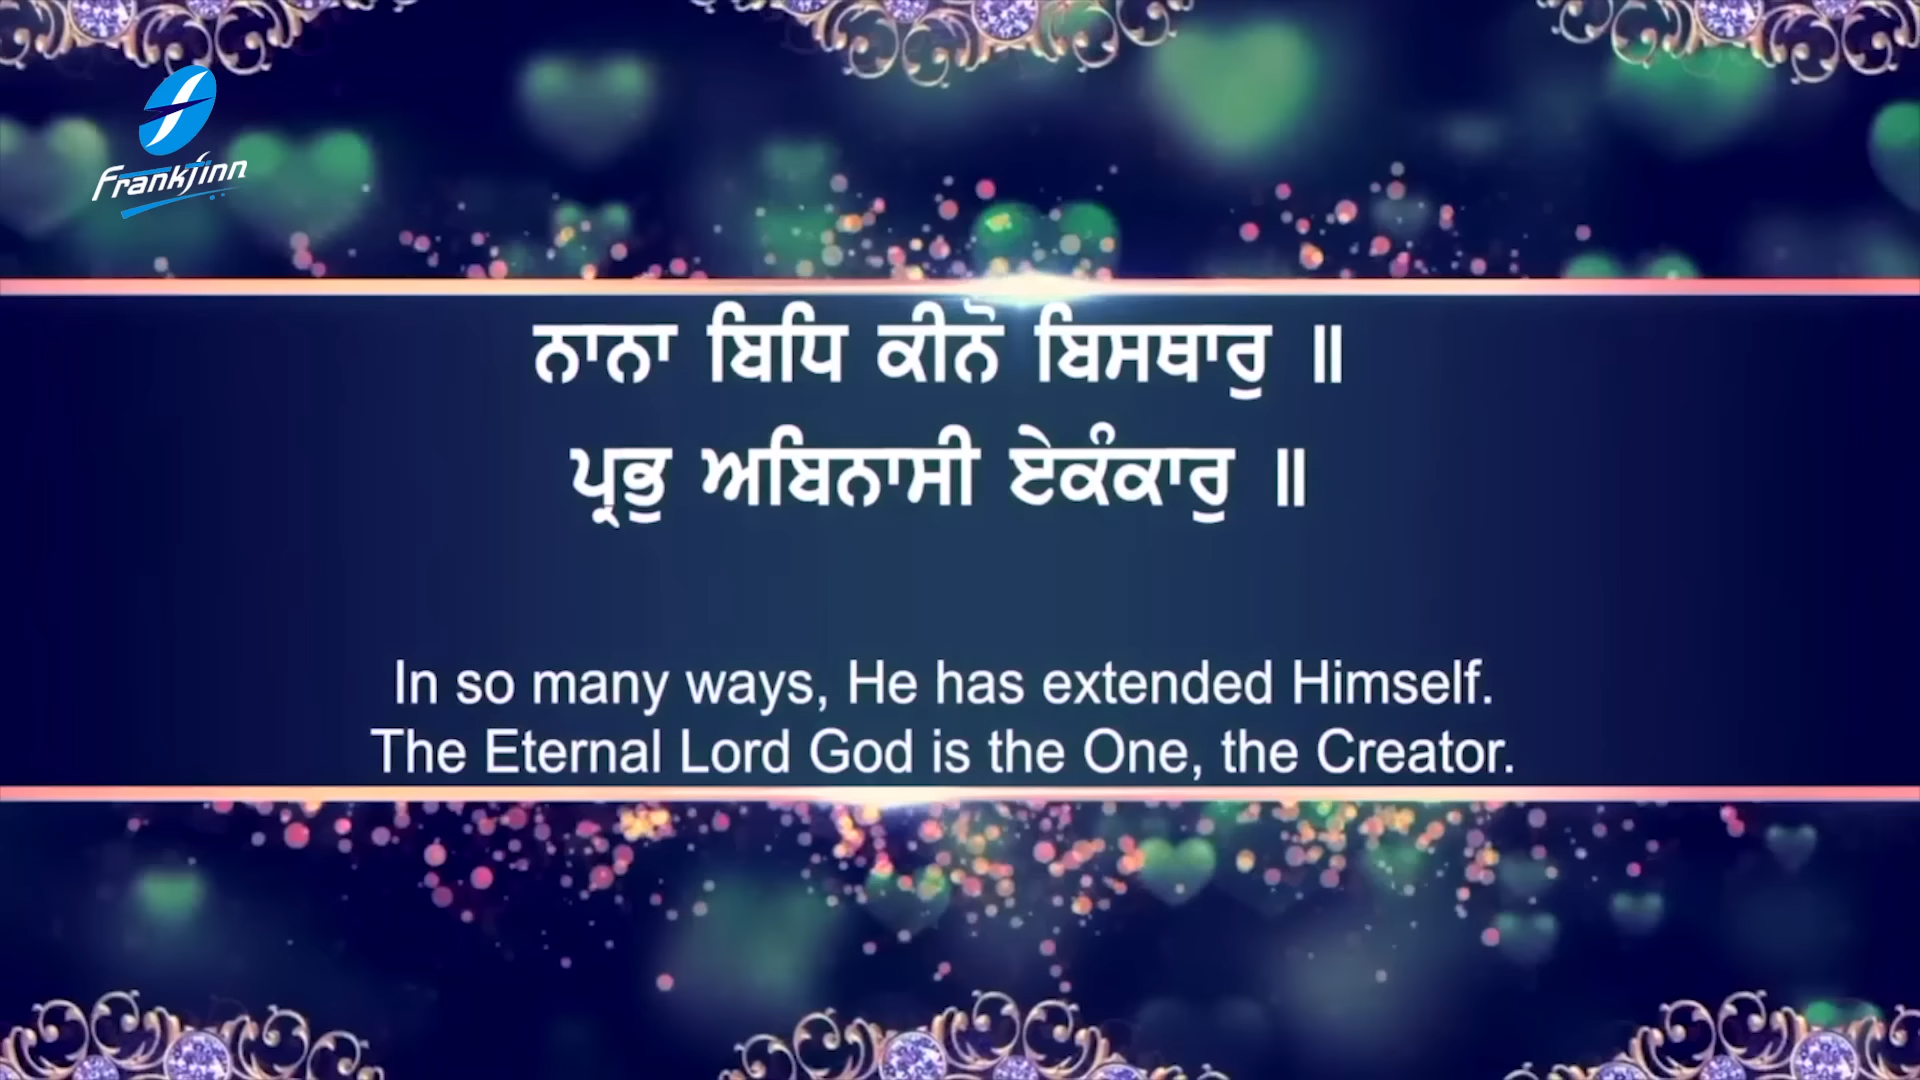 Frankfinn
ਨਾਨਾ ਬਿਧਿ ਕੀਨੋ ਬਿਸਥਾਰੁ ॥
ਪ੍ਰਭੁ ਅਬਿਨਾਸੀ ਏਕੰਕਾਰੁ ॥
In so many ways, He has extended Himself.
The Eternal Lord God is the One, the Creator.